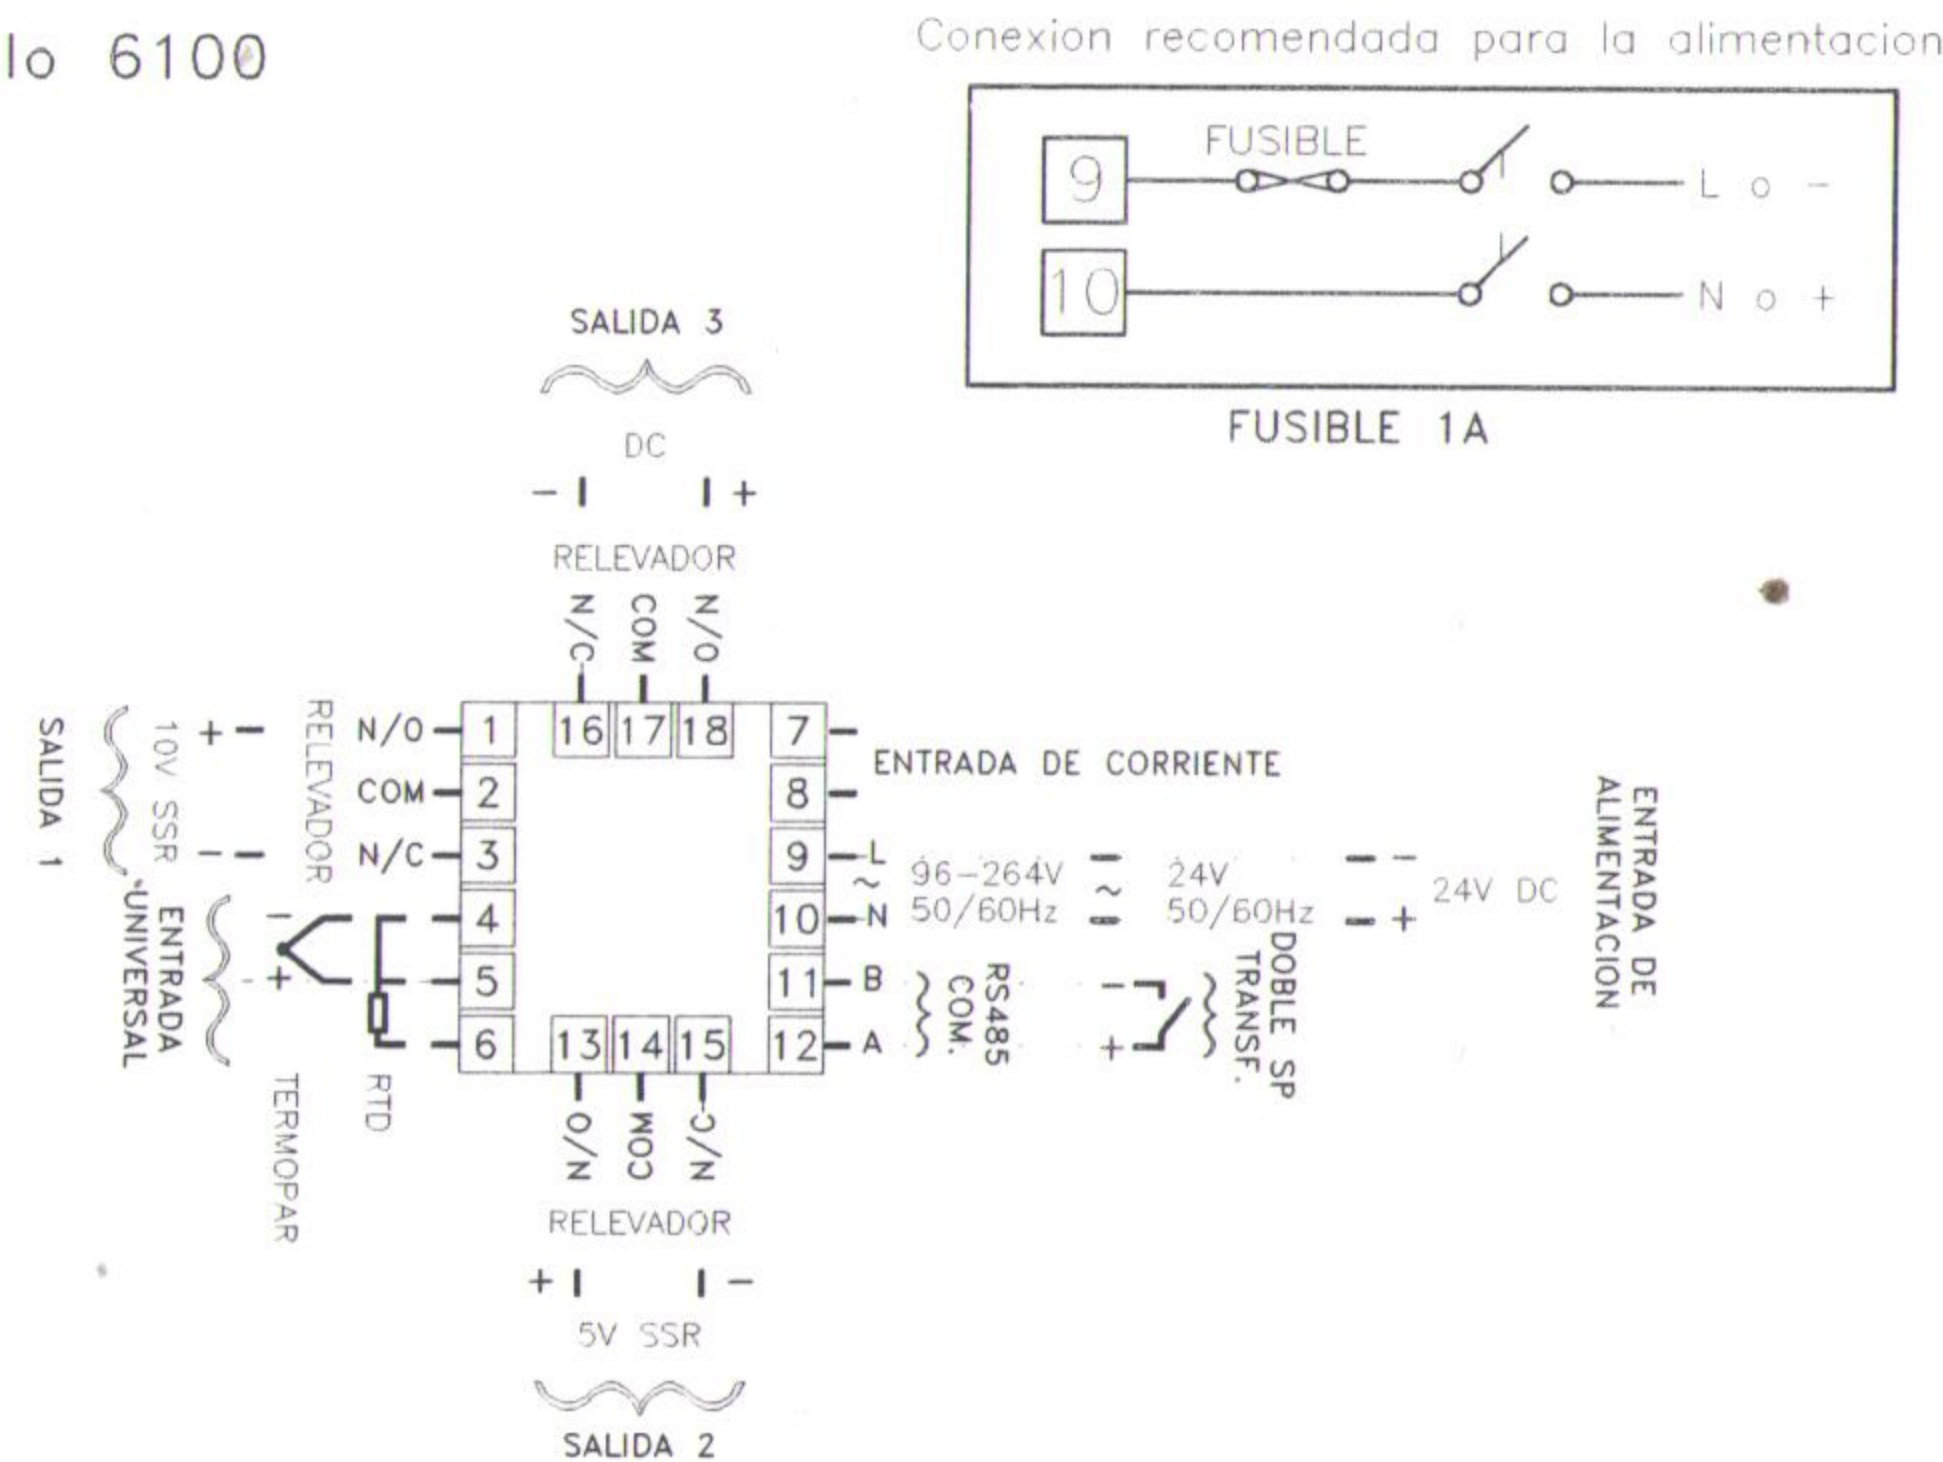 lo 6100
Conexion recomendada para la alimentacion
9
FUSIBLE
L o -
10
N o +
FUSIBLE 1A
SALIDA 3
DC
- +
RELEVADOR
N/C COM N/O
SALIDA 1
10V SSR
+ -
RELEVADOR
N/O
COM
N/C
1
2
3
4
5
6
16 17 18
7
8
9
10
11
12
13 14 15
ENTRADA DE CORRIENTE
L
~
N
96-264V
50/60Hz
~
24V
50/60Hz
- +
24V DC
ENTRADA DE
ALIMENTACION
B
A
RS485
COM.
- +
DOBLE SP
TRANSF.
ENTRADA
UNIVERSAL
- +
TERMOPAR
RTD
N/O COM N/C
RELEVADOR
+ -
5V SSR
SALIDA 2